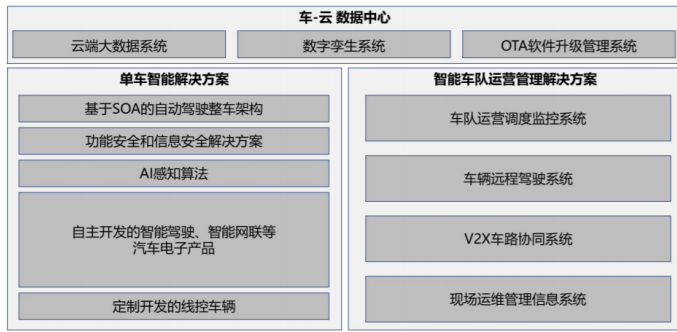 车-云 数据中心
云端大数据系统
数字孪生系统
OTA软件升级管理系统
单车智能解决方案
基于SOA的自动驾驶整车架构
功能安全和信息安全解决方案
AI感知算法
自主开发的智能驾驶、智能网联等
汽车电子产品
定制开发的线控车辆
智能车队运营管理解决方案
车队运营调度监控系统
车辆远程驾驶系统
V2X车路协同系统
现场运维管理信息系统